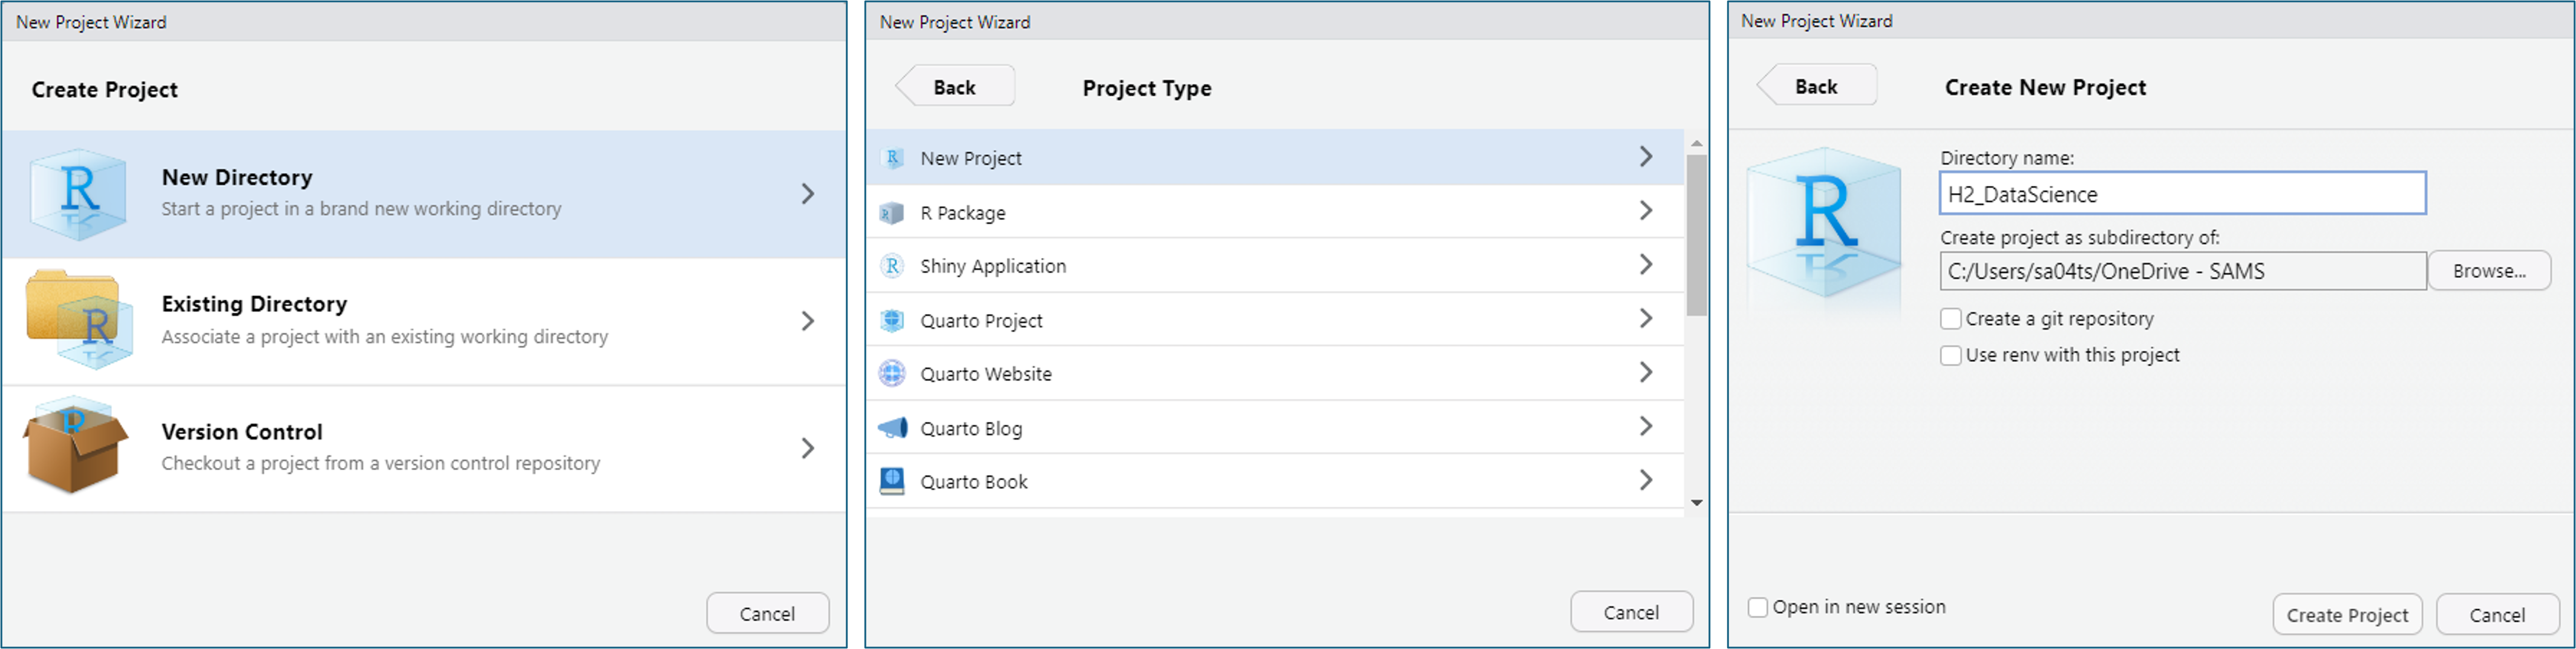 New Project Wizard
Create Project
R
New Directory
Start a project in a brand new working directory
R
Existing Directory
Associate a project with an existing working directory
R
Version Control
Checkout a project from a version control repository
Cancel
New Project Wizard
Back
Project Type
R
New Project
R
R Package
R
Shiny Application
Quarto Project
Quarto Website
Quarto Blog
Quarto Book
Cancel
New Project Wizard
Back
Create New Project
R
Directory name:
H2_DataScience
Create project as subdirectory of:
C:/Users/sa04ts/OneDrive - SAMS
Browse...
Create a git repository
Use renv with this project
Open in new session
Create Project
Cancel